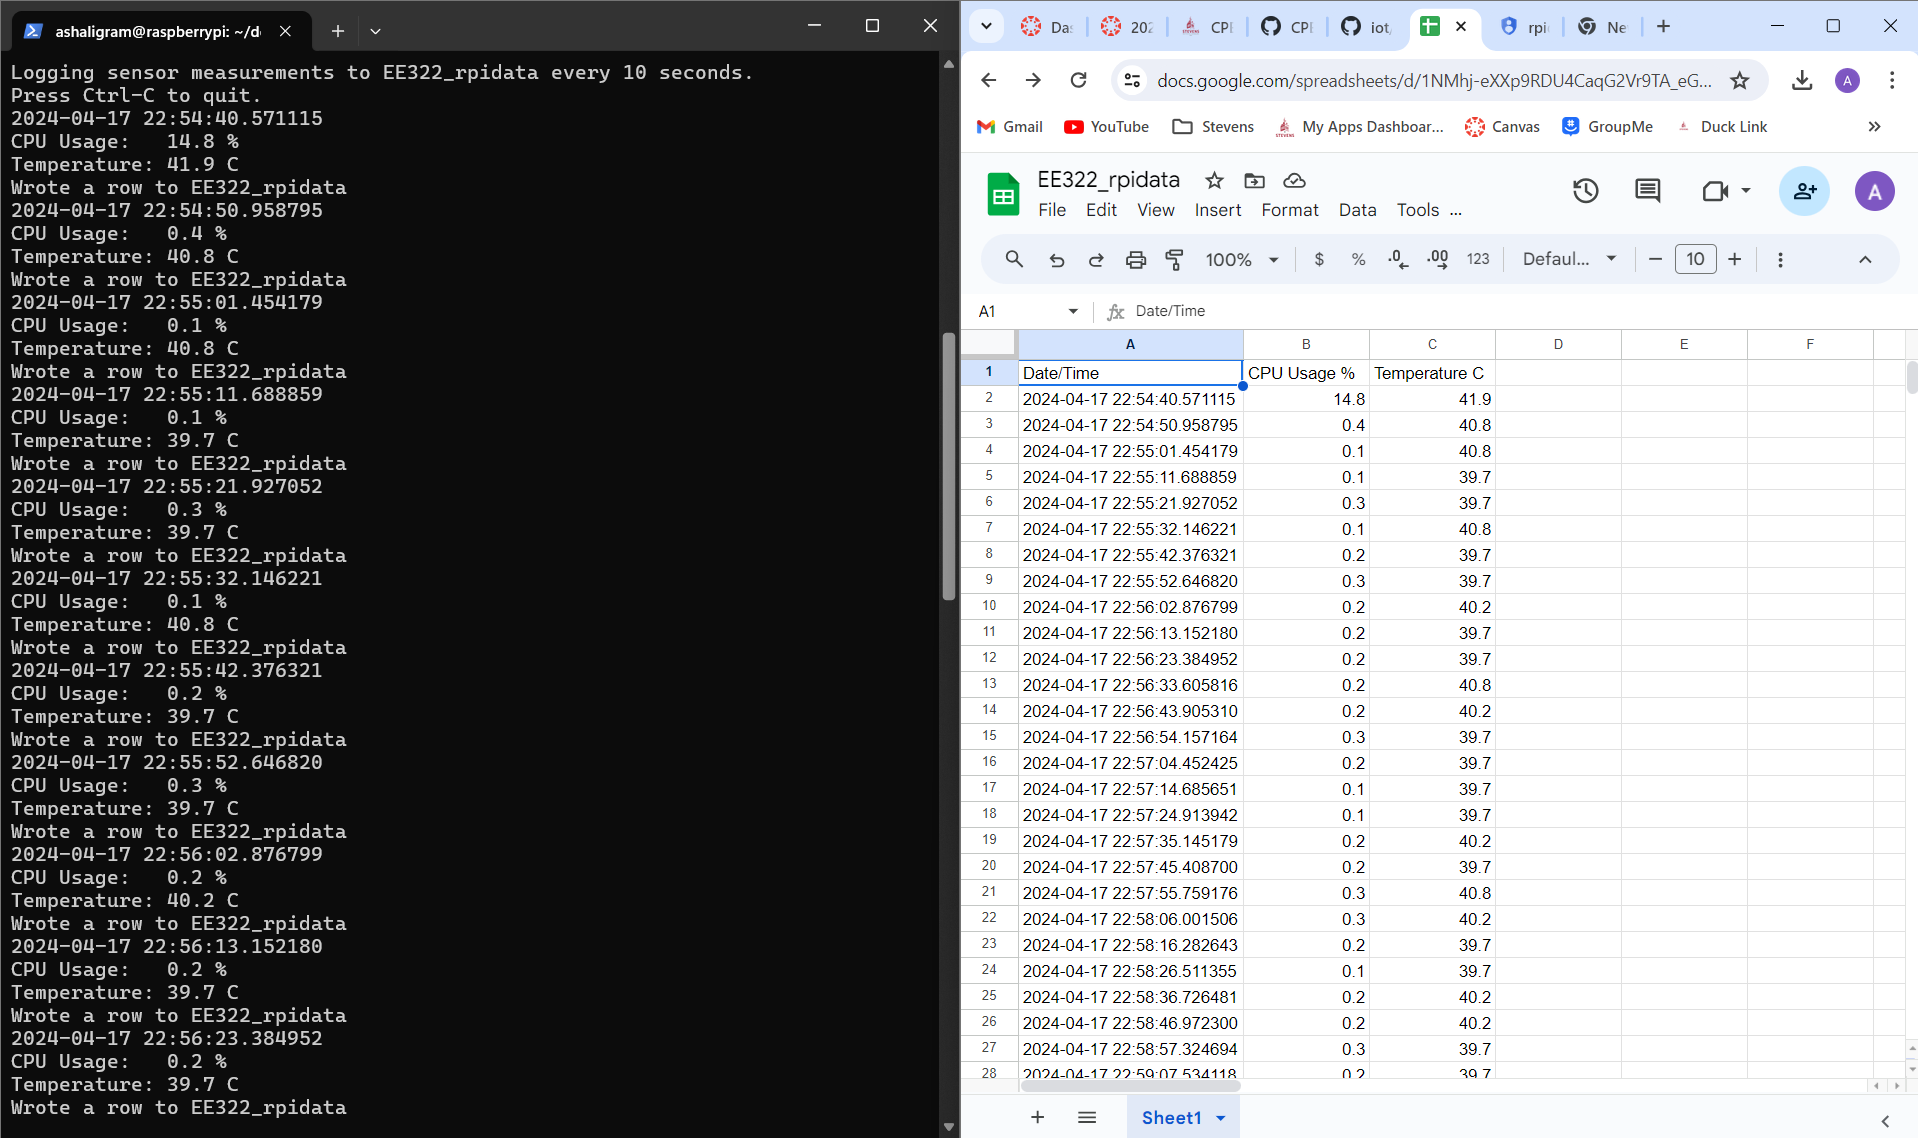 ashaligram@raspberrypi: ~/d
Logging sensor measurements to EE322_rpidata every 10 seconds.
Press Ctrl-C to quit.
2024-04-17 22:54:40.571115
CPU Usage:   14.8 %
Temperature: 41.9 C
Wrote a row to EE322_rpidata
2024-04-17 22:54:50.958795
CPU Usage:   0.4 %
Temperature: 40.8 C
Wrote a row to EE322_rpidata
2024-04-17 22:55:01.454179
CPU Usage:   0.1 %
Temperature: 40.8 C
Wrote a row to EE322_rpidata
2024-04-17 22:55:11.688859
CPU Usage:   0.1 %
Temperature: 39.7 C
Wrote a row to EE322_rpidata
2024-04-17 22:55:21.927052
CPU Usage:   0.3 %
Temperature: 39.7 C
Wrote a row to EE322_rpidata
2024-04-17 22:55:32.146221
CPU Usage:   0.1 %
Temperature: 40.8 C
Wrote a row to EE322_rpidata
2024-04-17 22:55:42.376321
CPU Usage:   0.2 %
Temperature: 39.7 C
Wrote a row to EE322_rpidata
2024-04-17 22:55:52.646820
CPU Usage:   0.3 %
Temperature: 39.7 C
Wrote a row to EE322_rpidata
2024-04-17 22:56:02.876799
CPU Usage:   0.2 %
Temperature: 40.2 C
Wrote a row to EE322_rpidata
2024-04-17 22:56:13.152180
CPU Usage:   0.2 %
Temperature: 39.7 C
Wrote a row to EE322_rpidata
2024-04-17 22:56:23.384952
CPU Usage:   0.2 %
Temperature: 39.7 C
Wrote a row to EE322_rpidata
Da 202 CPE CPE iot, rpi Ne
docs.google.com/spreadsheets/d/1NMhj-eXXp9RDU4CaqG2Vr9TA_eG... A
Gmail YouTube Stevens My Apps Dashboar... Canvas GroupMe Duck Link
EE322_rpidata
File Edit View Insert Format Data Tools ... A
100% $ % .0 .00 123 Defaul... 10
A1 fx Date/Time
A B C D E F
1 Date/Time CPU Usage % Temperature C
2 2024-04-17 22:54:40.571115 14.8 41.9
3 2024-04-17 22:54:50.958795 0.4 40.8
4 2024-04-17 22:55:01.454179 0.1 40.8
5 2024-04-17 22:55:11.688859 0.1 39.7
6 2024-04-17 22:55:21.927052 0.3 39.7
7 2024-04-17 22:55:32.146221 0.1 40.8
8 2024-04-17 22:55:42.376321 0.2 39.7
9 2024-04-17 22:55:52.646820 0.3 39.7
10 2024-04-17 22:56:02.876799 0.2 40.2
11 2024-04-17 22:56:13.152180 0.2 39.7
12 2024-04-17 22:56:23.384952 0.2 39.7
13 2024-04-17 22:56:33.605816 0.2 40.8
14 2024-04-17 22:56:43.905310 0.2 40.2
15 2024-04-17 22:56:54.157164 0.3 39.7
16 2024-04-17 22:57:04.452425 0.2 39.7
17 2024-04-17 22:57:14.685651 0.1 39.7
18 2024-04-17 22:57:24.913942 0.1 39.7
19 2024-04-17 22:57:35.145179 0.2 40.2
20 2024-04-17 22:57:45.408700 0.2 39.7
21 2024-04-17 22:57:55.759176 0.3 40.8
22 2024-04-17 22:58:06.001506 0.3 40.2
23 2024-04-17 22:58:16.282643 0.2 39.7
24 2024-04-17 22:58:26.511355 0.1 39.7
25 2024-04-17 22:58:36.726481 0.2 40.2
26 2024-04-17 22:58:46.972300 0.2 40.2
27 2024-04-17 22:58:57.324694 0.3 39.7
28 2024-04-17 22:59:07.534118 0.2 39.7
Sheet1